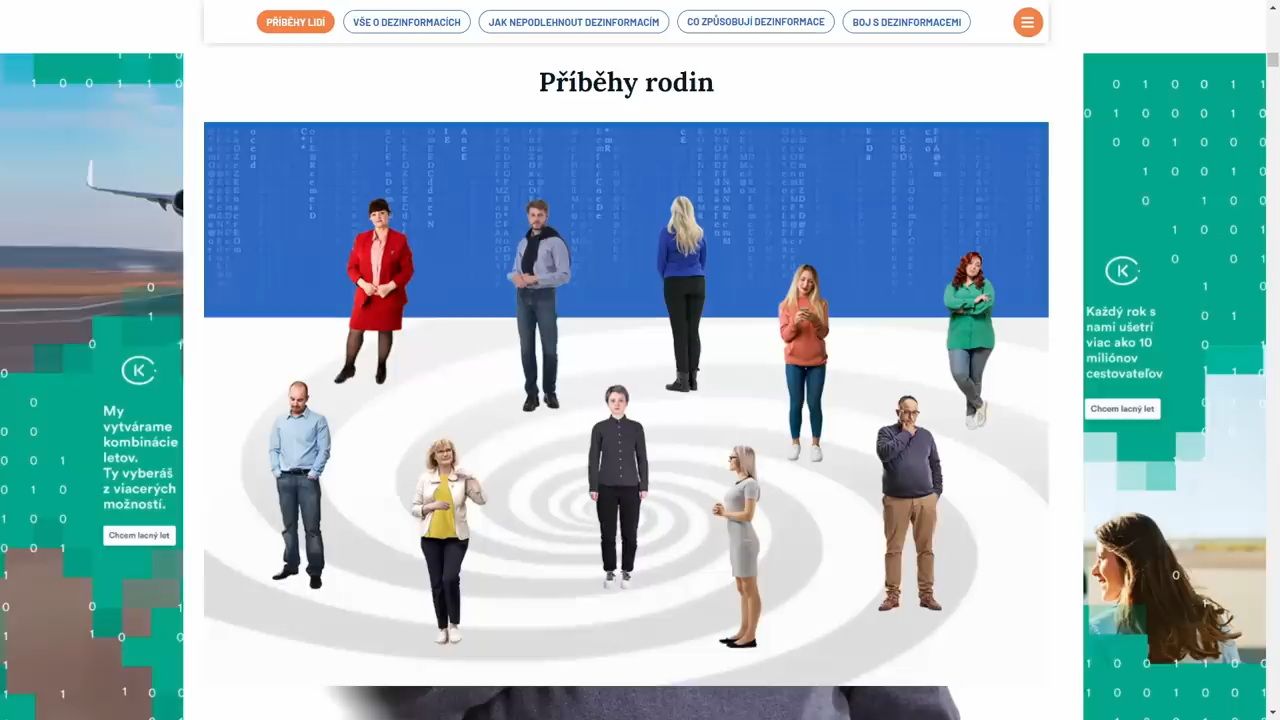 PŘÍBĚHY LIDÍ
VŠE O DEZINFORMACÍCH
JAK NEPODLEHNOUT DEZINFORMACÍM
CO ZPŮSOBUJÍ DEZINFORMACE
BOJ S DEZINFORMACEMI
Příběhy rodin
K
My
vytvárame
kombinácie
letov.
Ty vyberáš
z viacerých
možností.
Chcem lacný let
K
Každý rok s
nami ušetrí
viac ako 10
miliónov
cestovateľov
Chcem lacný let